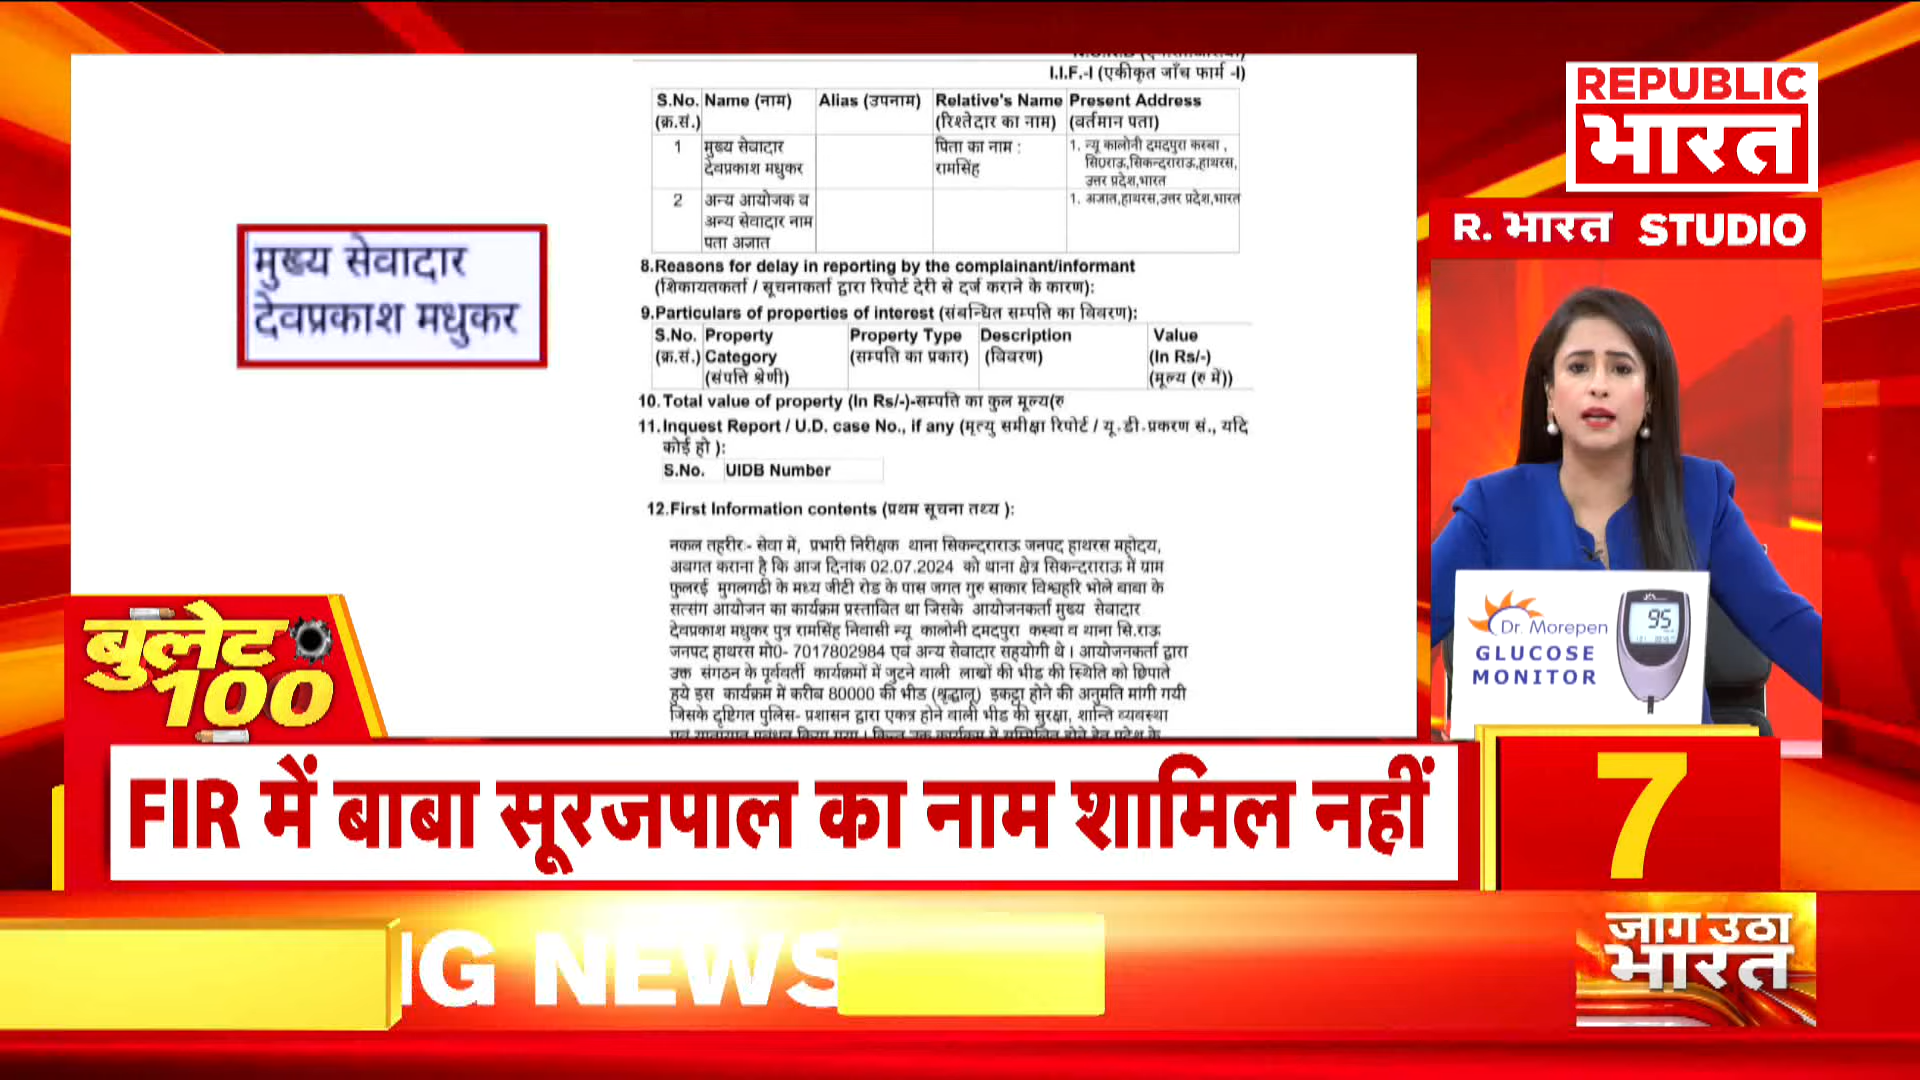 I.I.F.-I (एकीकृत जाँच फार्म -I)
S.No. Name (नाम) Alias (उपनाम) Relative's Name Present Address
(क्र.सं.) (रिश्तेदार का नाम) (वर्तमान पता)
1 मुख्य सेवादार पिता का नाम : 1. न्यू कालोनी दमदपुरा कस्बा ,
देवप्रकाश मधुकर रामसिंह सि0राऊ,सिकन्दराराऊ,हाथरस,
उत्तर प्रदेश,भारत
2 अन्य आयोजक व 1. अज्ञात,हाथरस,उत्तर प्रदेश,भारत
अन्य सेवादार नाम
पता अज्ञात
8.Reasons for delay in reporting by the complainant/informant
(शिकायतकर्ता / सूचनाकर्ता द्वारा रिपोर्ट देरी से दर्ज कराने के कारण):
9.Particulars of properties of interest (संबन्धित सम्पत्ति का विवरण):
S.No. Property Property Type Description Value
(क्र.सं.) Category (सम्पत्ति का प्रकार) (विवरण) (In Rs/-)
(संपत्ति श्रेणी) (मूल्य (रु में))
10.Total value of property (In Rs/-)-सम्पत्ति का कुल मूल्य(रु
11.Inquest Report / U.D. case No., if any (मृत्यु समीक्षा रिपोर्ट / यू.डी.प्रकरण सं., यदि
कोई हो ):
S.No. UIDB Number
12.First Information contents (प्रथम सूचना तथ्य ):
नकल तहरीर:- सेवा में, प्रभारी निरीक्षक थाना सिकन्दराराऊ जनपद हाथरस महोदय,
अवगत कराना है कि आज दिनांक 02.07.2024 को थाना क्षेत्र सिकन्दराराऊ में ग्राम
फुलरई मुगलगढी के मध्य जीटी रोड के पास जगत गुरु साकार विश्वहरि भोले बाबा के
सत्संग आयोजन का कार्यक्रम प्रस्तावित था जिसके आयोजनकर्ता मुख्य सेवादार
देवप्रकाश मधुकर पुत्र रामसिंह निवासी न्यू कालोनी दमदपुरा कस्बा व थाना सि.राऊ
जनपद हाथरस मो0- 7017802984 एवं अन्य सेवादार सहयोगी थे । आयोजनकर्ता द्वारा
उक्त संगठन के पूर्ववर्ती कार्यक्रमों में जुटने वाली लाखों की भीड की स्थिति को छिपाते
हुये इस कार्यक्रम में करीब 80000 की भीड (श्रृद्धालू) इकट्ठा होने की अनुमति मांगी गयी
जिसके दृष्टिगत पुलिस- प्रशासन द्वारा एकत्र होने वाली भीड की सुरक्षा, शान्ति व्यवस्था
मुख्य सेवादार
देवप्रकाश मधुकर
REPUBLIC
भारत
R. भारत STUDIO
95
Dr. Morepen
GLUCOSE
MONITOR
बुलेट
100
FIR में बाबा सूरजपाल का नाम शामिल नहीं
7
NG NEWS
जाग उठा
भारत